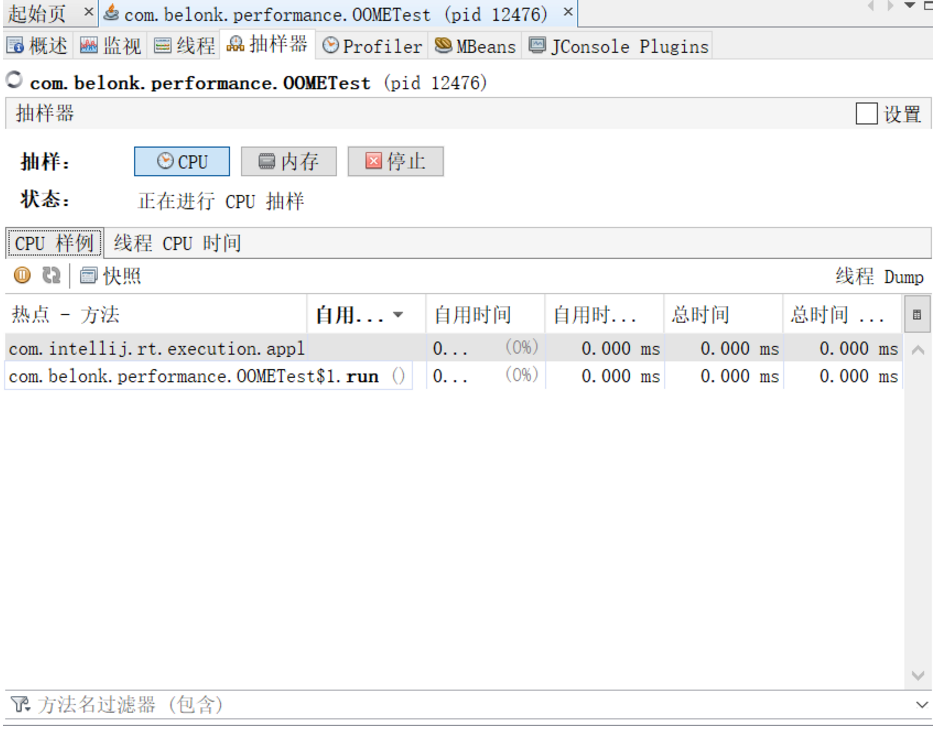 起始页 × com.belonk.performance.OOMETest (pid 12476) ×
概述 监视 线程 抽样器 Profiler MBeans JConsole Plugins
com.belonk.performance.OOMETest (pid 12476)
抽样器 设置
抽样: CPU 内存 停止
状态: 正在进行 CPU 抽样
CPU 样例 线程 CPU 时间
快照 线程 Dump
热点 - 方法 自用... 自用时间 自用时... 总时间 总时间 ...
com.intellij.rt.execution.appl 0... (0%) 0.000 ms 0.000 ms 0.000 ms
com.belonk.performance.OOMETest$1.run () 0... (0%) 0.000 ms 0.000 ms 0.000 ms
方法名过滤器 (包含)